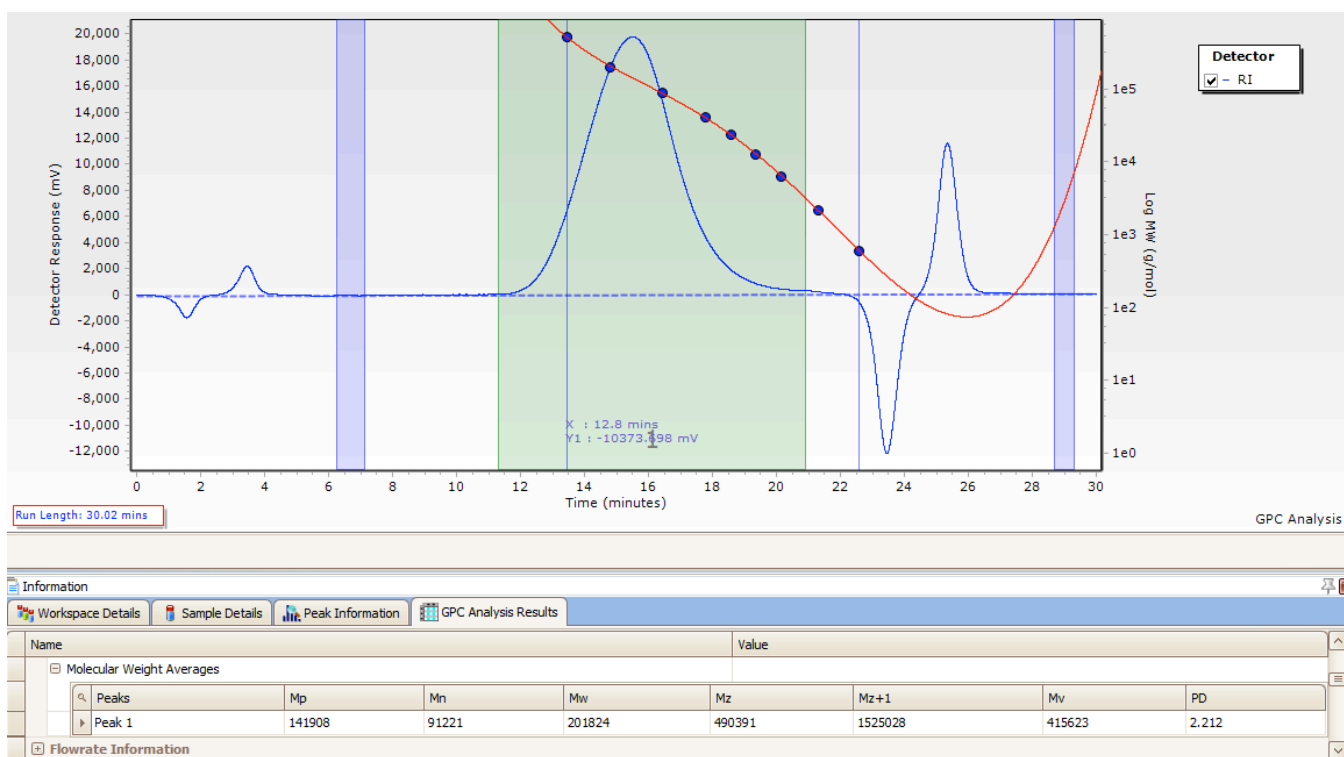 20,000
18,000
16,000
14,000
12,000
10,000
8,000
6,000
4,000
2,000
0
-2,000
-4,000
-6,000
-8,000
-10,000
-12,000
Detector Response (mV)
1e5
1e4
1e3
1e2
1e1
1e0
Log MW (g/mol)
Detector
RI
X : 12.8 mins
Y1 : -10373.698 mV
1
0 2 4 6 8 10 12 14 16 18 20 22 24 26 28 30
Time (minutes)
Run Length: 30.02 mins
GPC Analysis
Information
Workspace Details Sample Details Peak Information GPC Analysis Results
Name Value
Molecular Weight Averages
Peaks Mp Mn Mw Mz Mz+1 Mv PD
Peak 1 141908 91221 201824 490391 1525028 415623 2.212
Flowrate Information